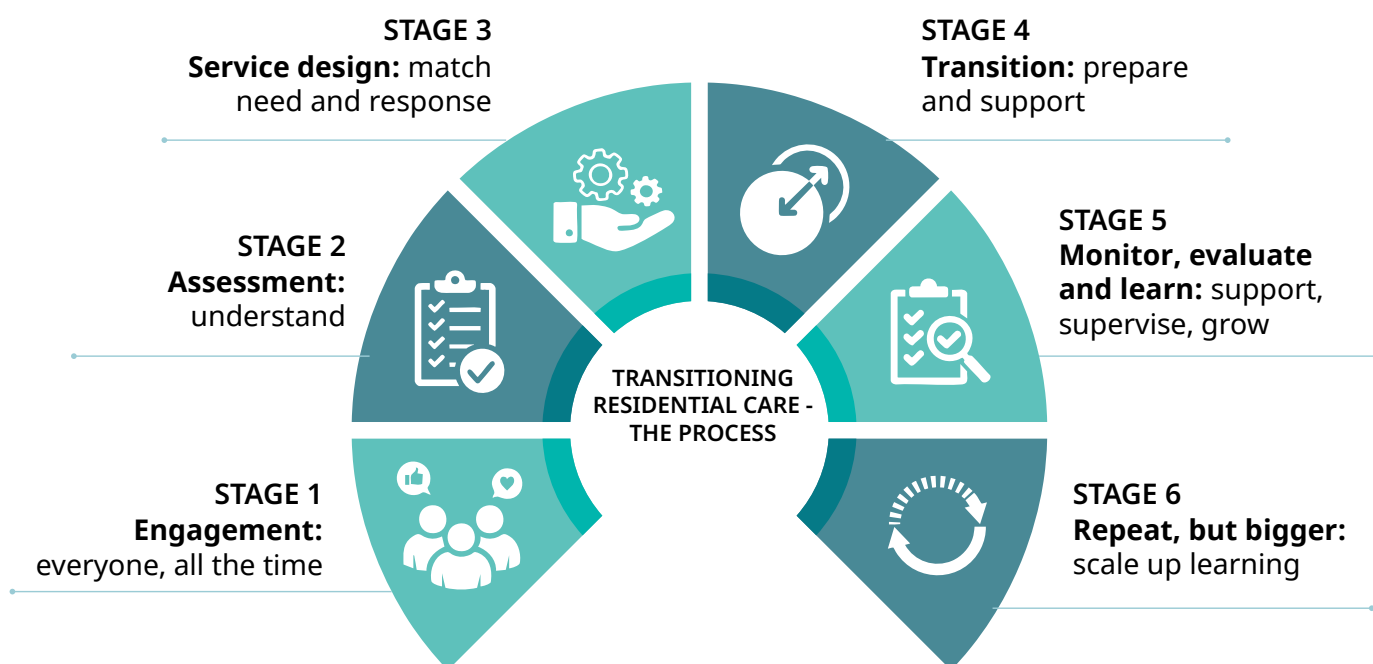 STAGE 3
Service design: match
need and response
STAGE 4
Transition: prepare
and support
STAGE 2
Assessment:
understand
STAGE 5
Monitor, evaluate
and learn: support,
supervise, grow
TRANSITIONING
RESIDENTIAL CARE -
THE PROCESS
STAGE 1
Engagement:
everyone, all the time
STAGE 6
Repeat, but bigger:
scale up learning